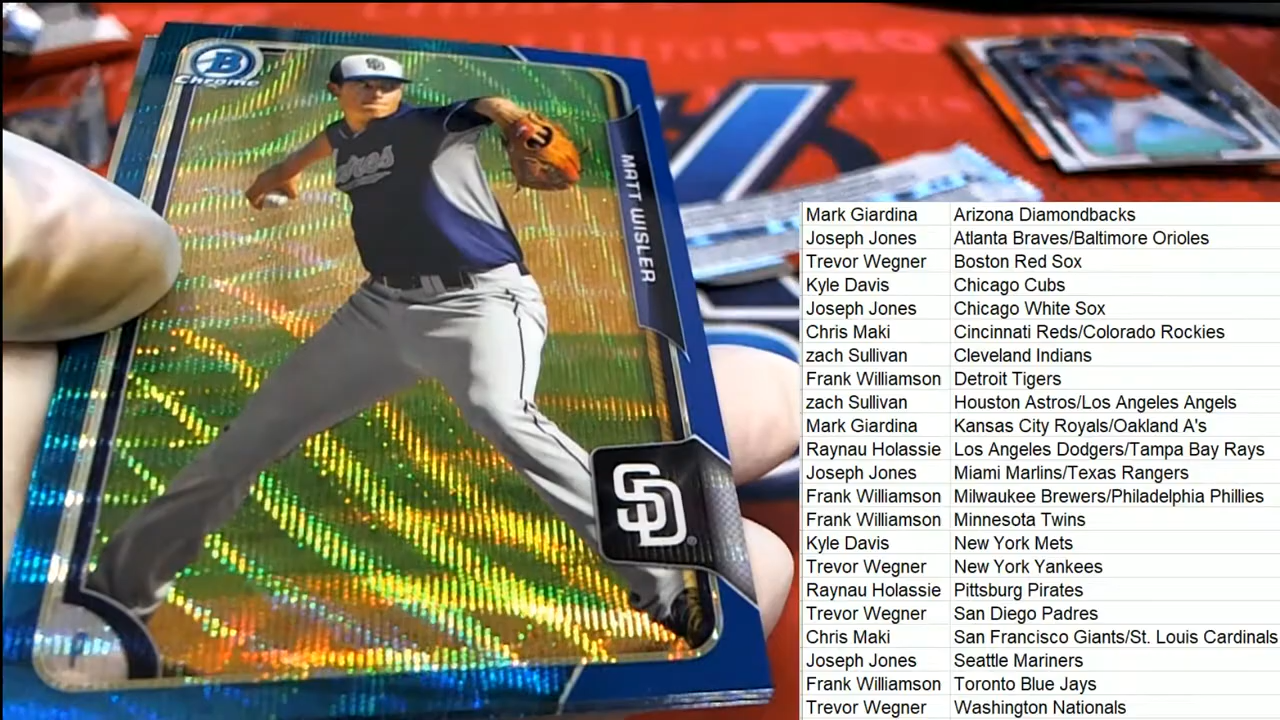 B
Chrome
SD
Padres
MATT WISLER
SD
Mark Giardina Arizona Diamondbacks
Joseph Jones Atlanta Braves/Baltimore Orioles
Trevor Wegner Boston Red Sox
Kyle Davis Chicago Cubs
Joseph Jones Chicago White Sox
Chris Maki Cincinnati Reds/Colorado Rockies
zach Sullivan Cleveland Indians
Frank Williamson Detroit Tigers
zach Sullivan Houston Astros/Los Angeles Angels
Mark Giardina Kansas City Royals/Oakland A's
Raynau Holassie Los Angeles Dodgers/Tampa Bay Rays
Joseph Jones Miami Marlins/Texas Rangers
Frank Williamson Milwaukee Brewers/Philadelphia Phillies
Frank Williamson Minnesota Twins
Kyle Davis New York Mets
Trevor Wegner New York Yankees
Raynau Holassie Pittsburg Pirates
Trevor Wegner San Diego Padres
Chris Maki San Francisco Giants/St. Louis Cardinals
Joseph Jones Seattle Mariners
Frank Williamson Toronto Blue Jays
Trevor Wegner Washington Nationals